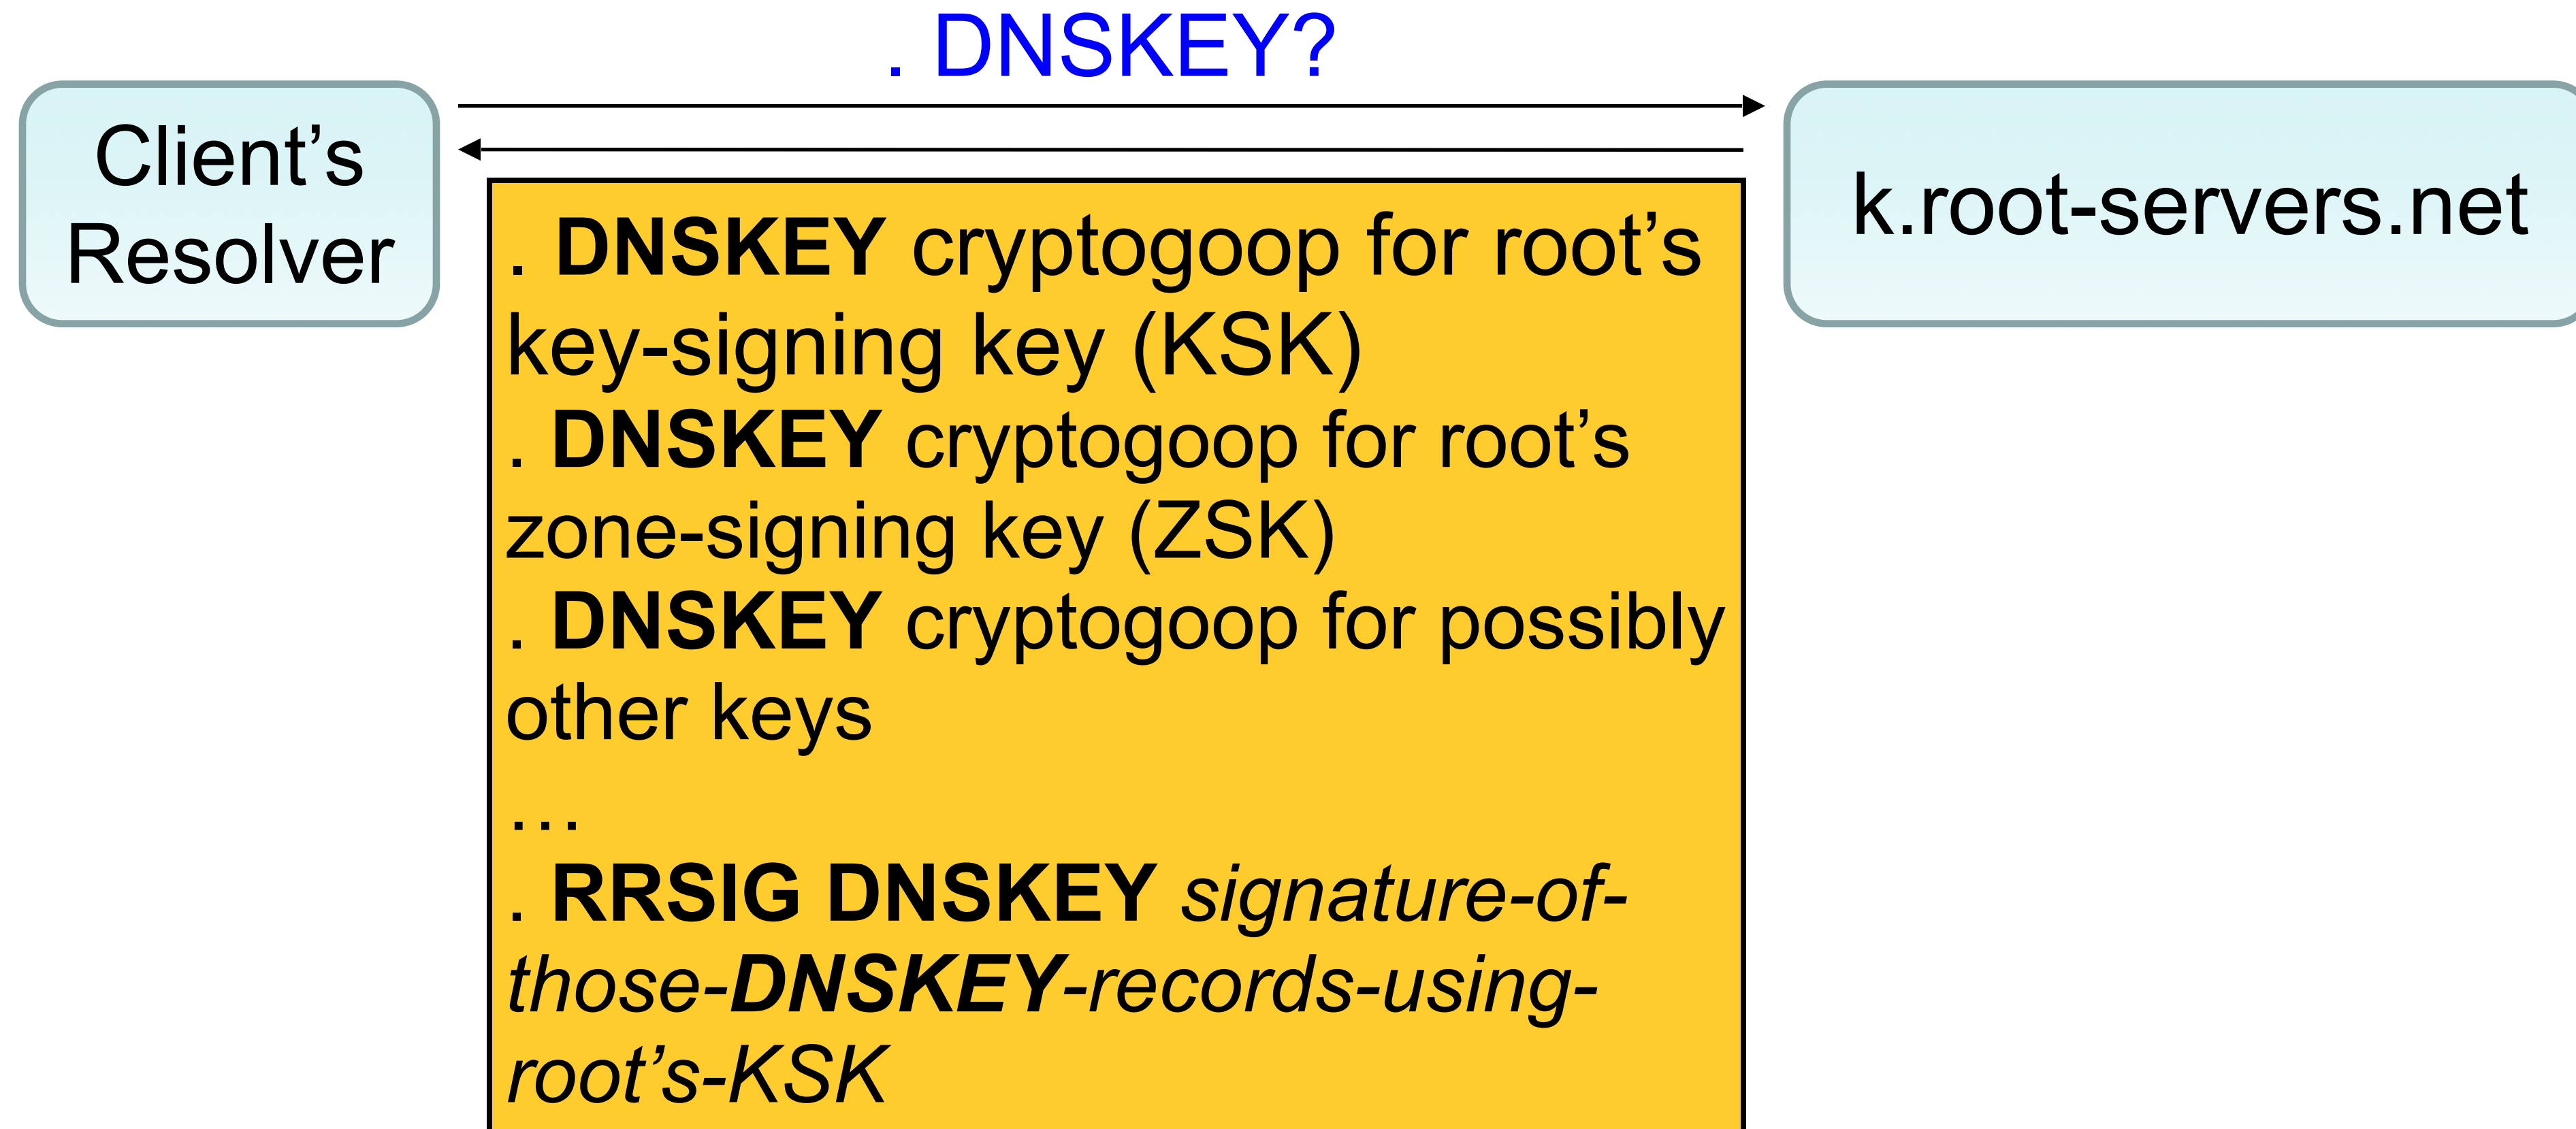 . DNSKEY?
Client’s
Resolver
k.root-servers.net
. DNSKEY cryptogoop for root’s
key-signing key (KSK)
. DNSKEY cryptogoop for root’s
zone-signing key (ZSK)
. DNSKEY cryptogoop for possibly
other keys
…
. RRSIG DNSKEY signature-of-
those-DNSKEY-records-using-
root’s-KSK